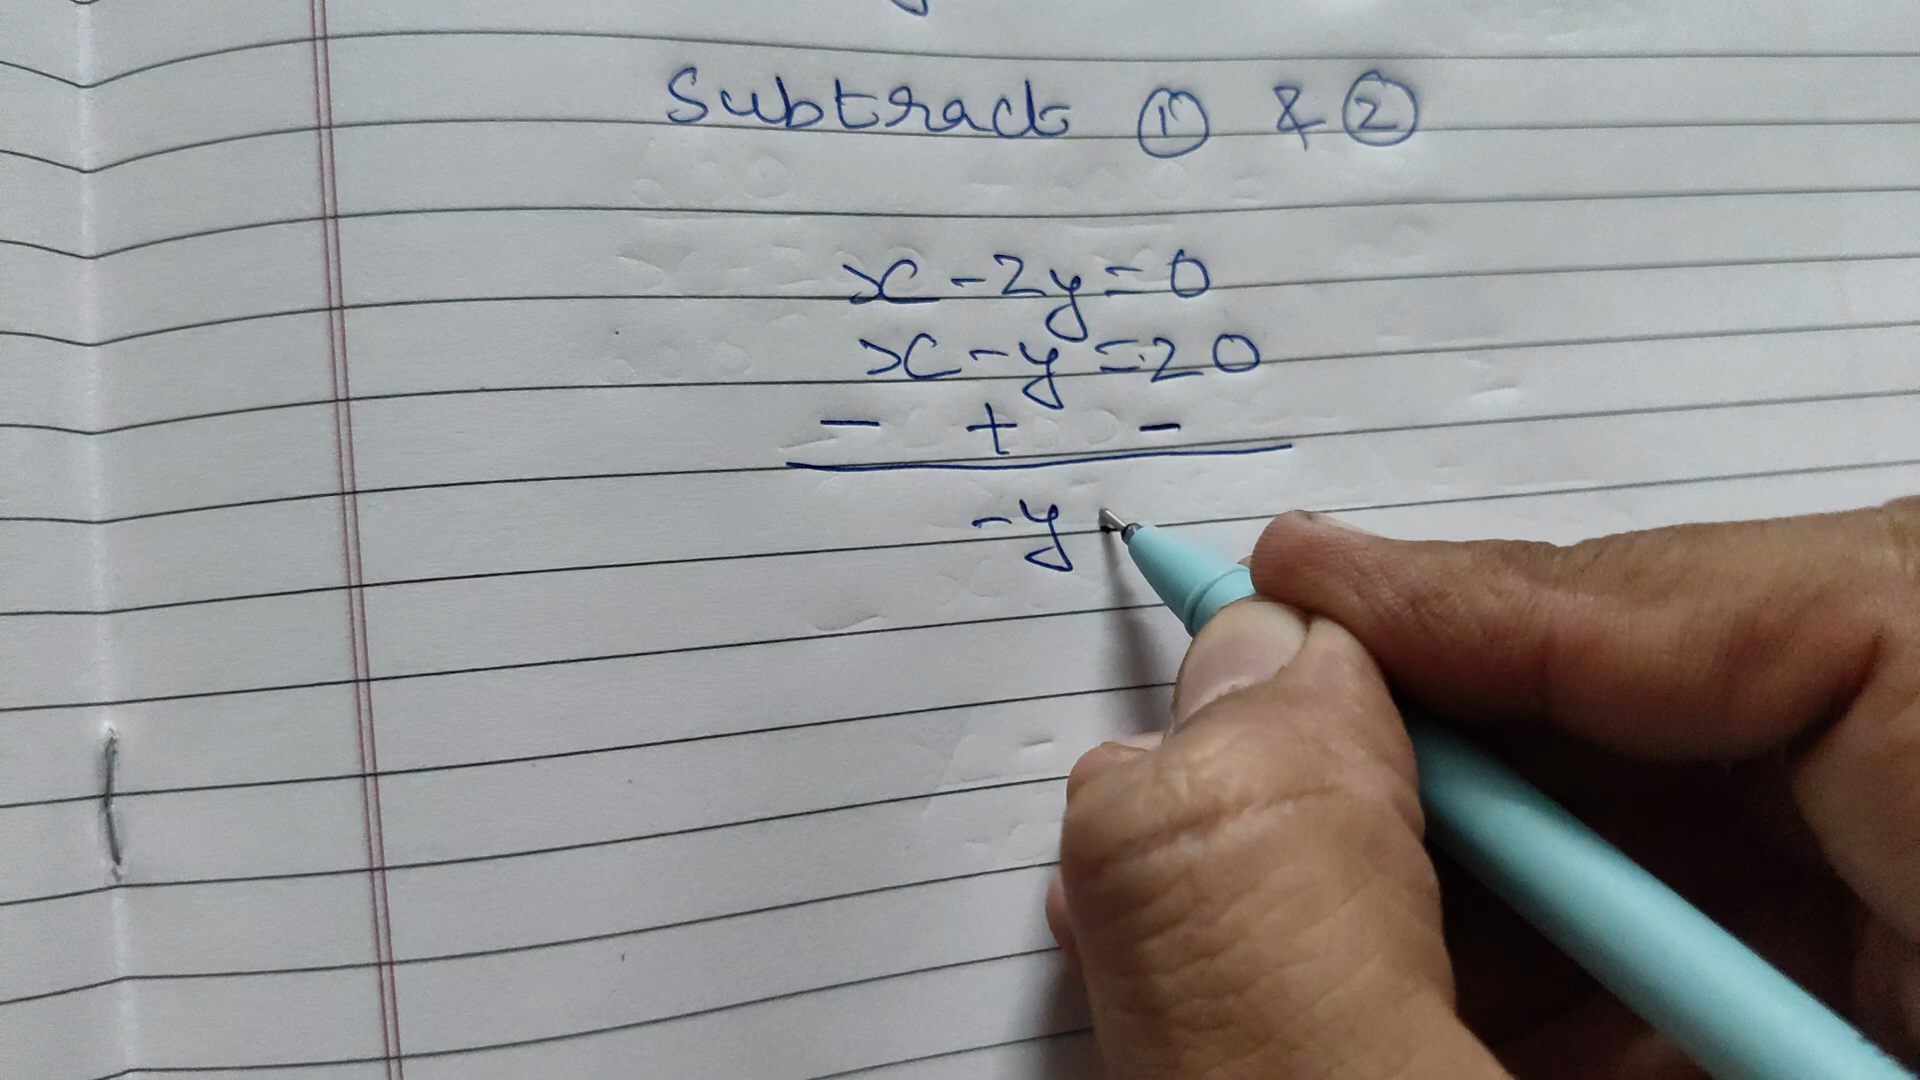 Subtract ① & ②
x - 2y = 0
x - y = 20
- + -
- y